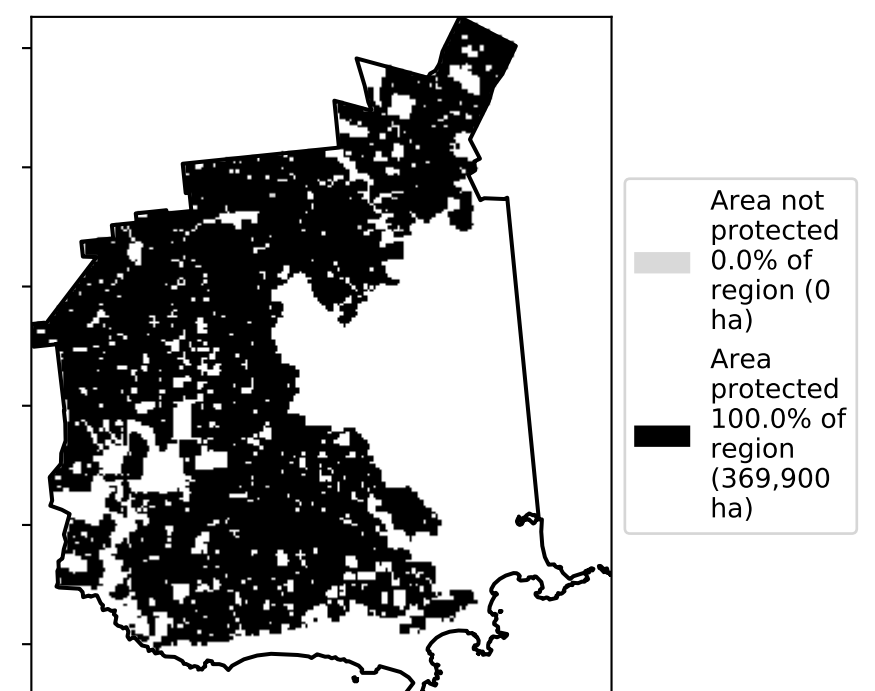 Area not
protected
0.0% of
region (0
ha)
Area
protected
100.0% of
region
(369,900
ha)